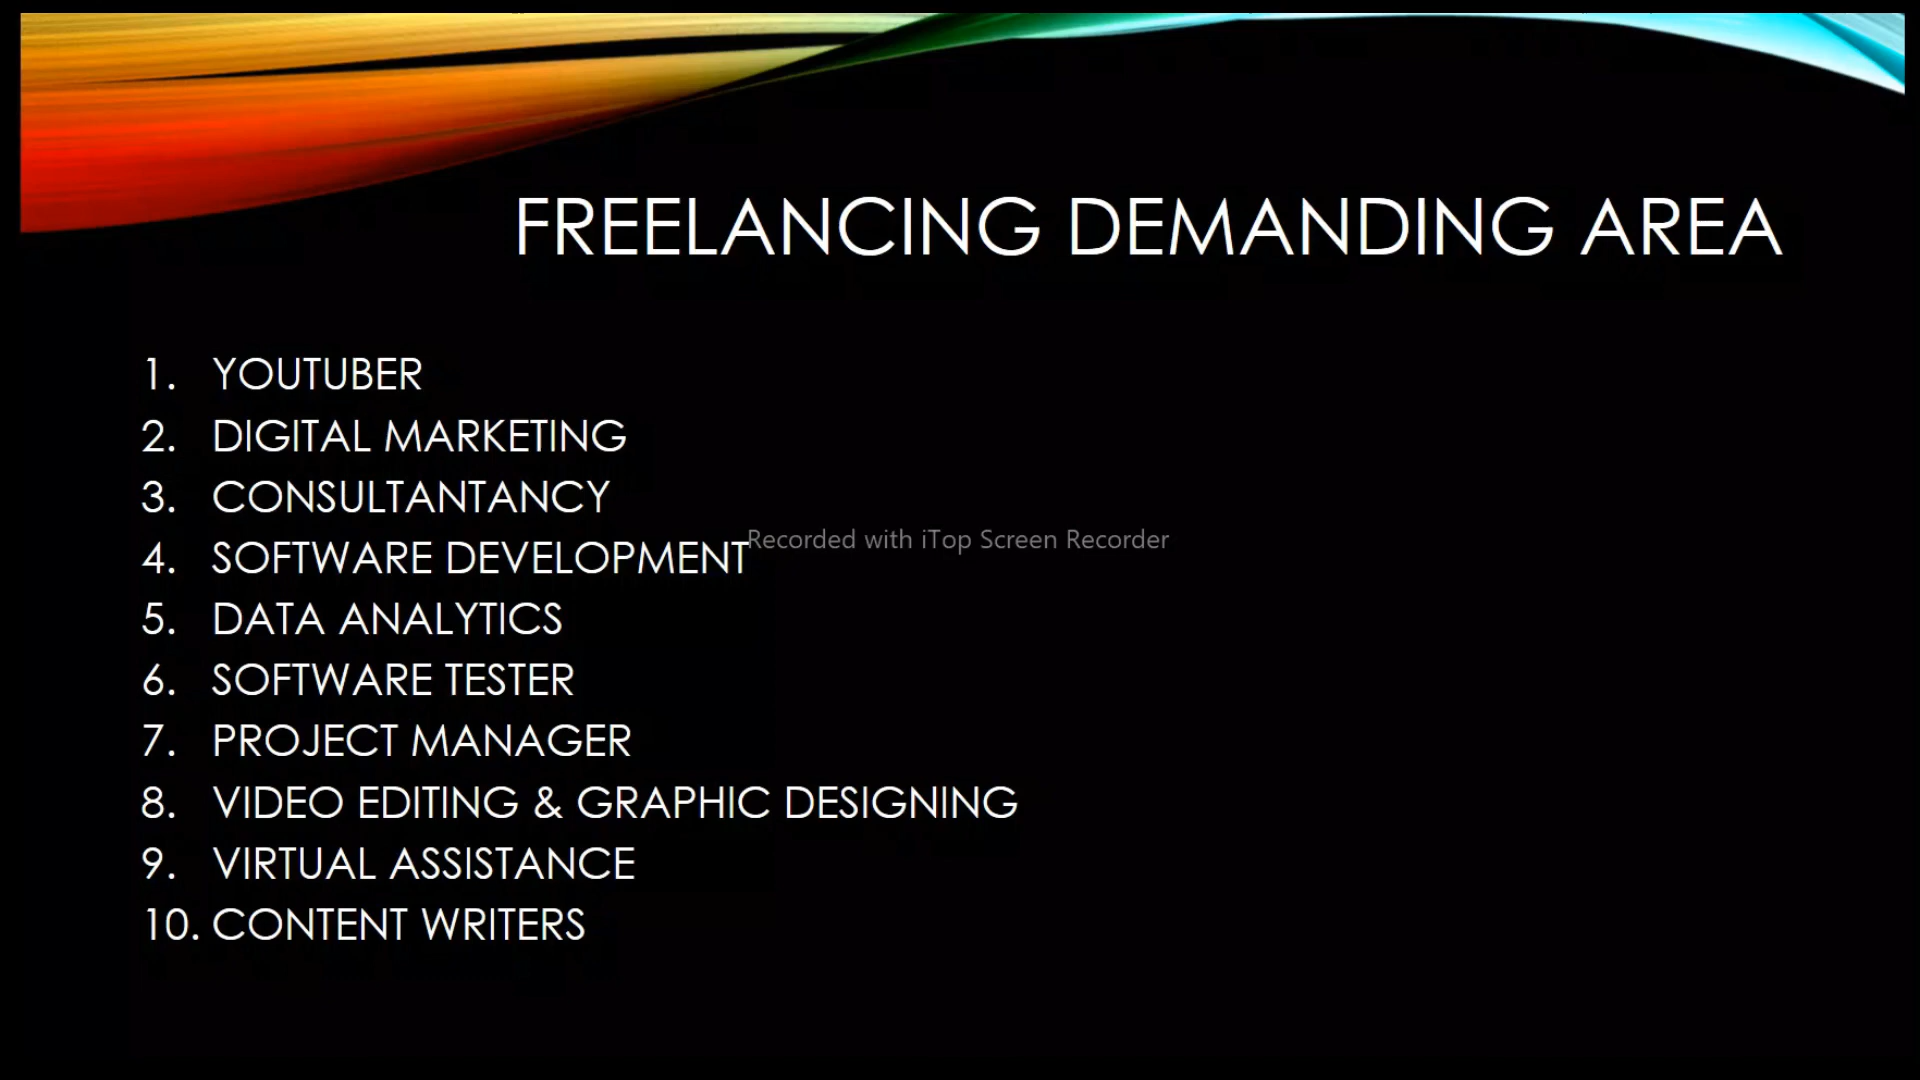 FREELANCING DEMANDING AREA
1. YOUTUBER
2. DIGITAL MARKETING
3. CONSULTANTANCY
Recorded with iTop Screen Recorder
4. SOFTWARE DEVELOPMENT
5. DATA ANALYTICS
6. SOFTWARE TESTER
7. PROJECT MANAGER
8. VIDEO EDITING & GRAPHIC DESIGNING
9. VIRTUAL ASSISTANCE
10. CONTENT WRITERS